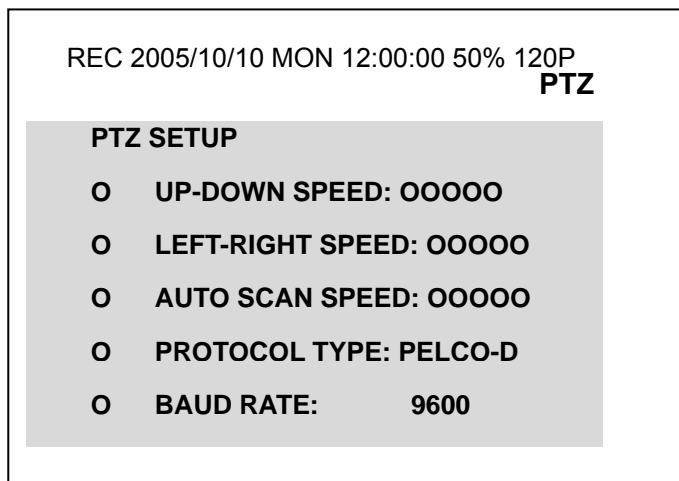 REC 2005/10/10 MON 12:00:00 50% 120P
PTZ
PTZ SETUP
O UP-DOWN SPEED: OOOOO
O LEFT-RIGHT SPEED: OOOOO
O AUTO SCAN SPEED: OOOOO
O PROTOCOL TYPE: PELCO-D
O BAUD RATE: 9600